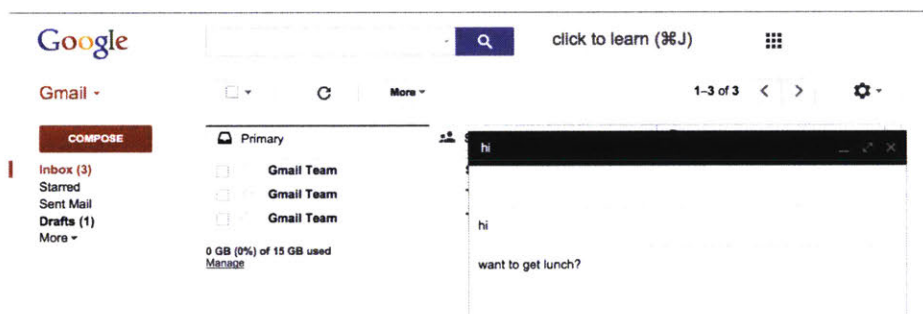 Google
click to learn (⌘J)
Gmail
More
1–3 of 3
COMPOSE
Primary
hi
Inbox (3)
Gmail Team
Starred
Gmail Team
Sent Mail
Drafts (1)
Gmail Team
hi
More
0 GB (0%) of 15 GB used
Manage
want to get lunch?